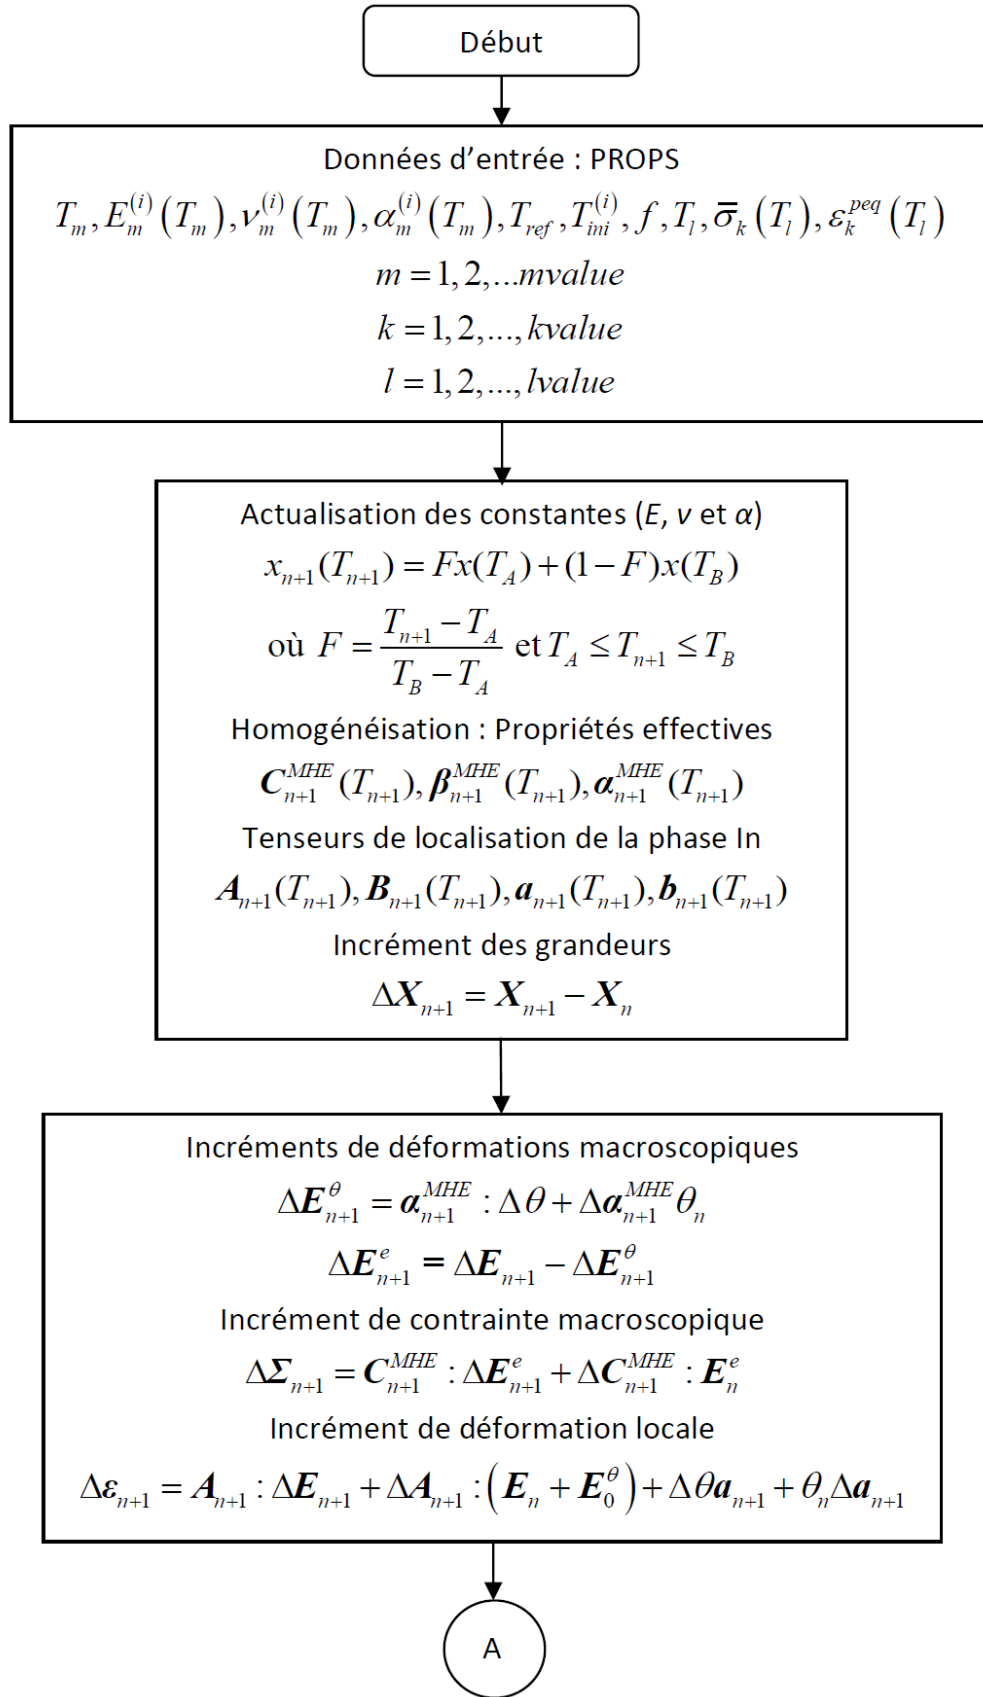 Début
Données d'entrée : PROPS
T_m, E_m^{(i)}(T_m), ν_m^{(i)}(T_m), α_m^{(i)}(T_m), T_{ref}, T_{ini}^{(i)}, f, T_l, σ̄_k(T_l), ε_k^{peq}(T_l)
m = 1, 2,...mvalue
k = 1, 2,..., kvalue
l = 1, 2,..., lvalue
Actualisation des constantes (E, ν et α)
x_{n+1}(T_{n+1}) = Fx(T_A) + (1 − F)x(T_B)
où F = \frac{T_{n+1} − T_A}{T_B − T_A} et T_A ≤ T_{n+1} ≤ T_B
Homogénéisation : Propriétés effectives
C_{n+1}^{MHE}(T_{n+1}), β_{n+1}^{MHE}(T_{n+1}), α_{n+1}^{MHE}(T_{n+1})
Tenseurs de localisation de la phase In
A_{n+1}(T_{n+1}), B_{n+1}(T_{n+1}), a_{n+1}(T_{n+1}), b_{n+1}(T_{n+1})
Incrément des grandeurs
ΔX_{n+1} = X_{n+1} − X_n
Incréments de déformations macroscopiques
ΔE_{n+1}^θ = α_{n+1}^{MHE} : Δθ + Δα_{n+1}^{MHE} θ_n
ΔE_{n+1}^e = ΔE_{n+1} − ΔE_{n+1}^θ
Incrément de contrainte macroscopique
ΔΣ_{n+1} = C_{n+1}^{MHE} : ΔE_{n+1}^e + ΔC_{n+1}^{MHE} : E_n^e
Incrément de déformation locale
Δε_{n+1} = A_{n+1} : ΔE_{n+1} + ΔA_{n+1} : (E_n + E_0^θ) + Δθa_{n+1} + θ_nΔa_{n+1}
A